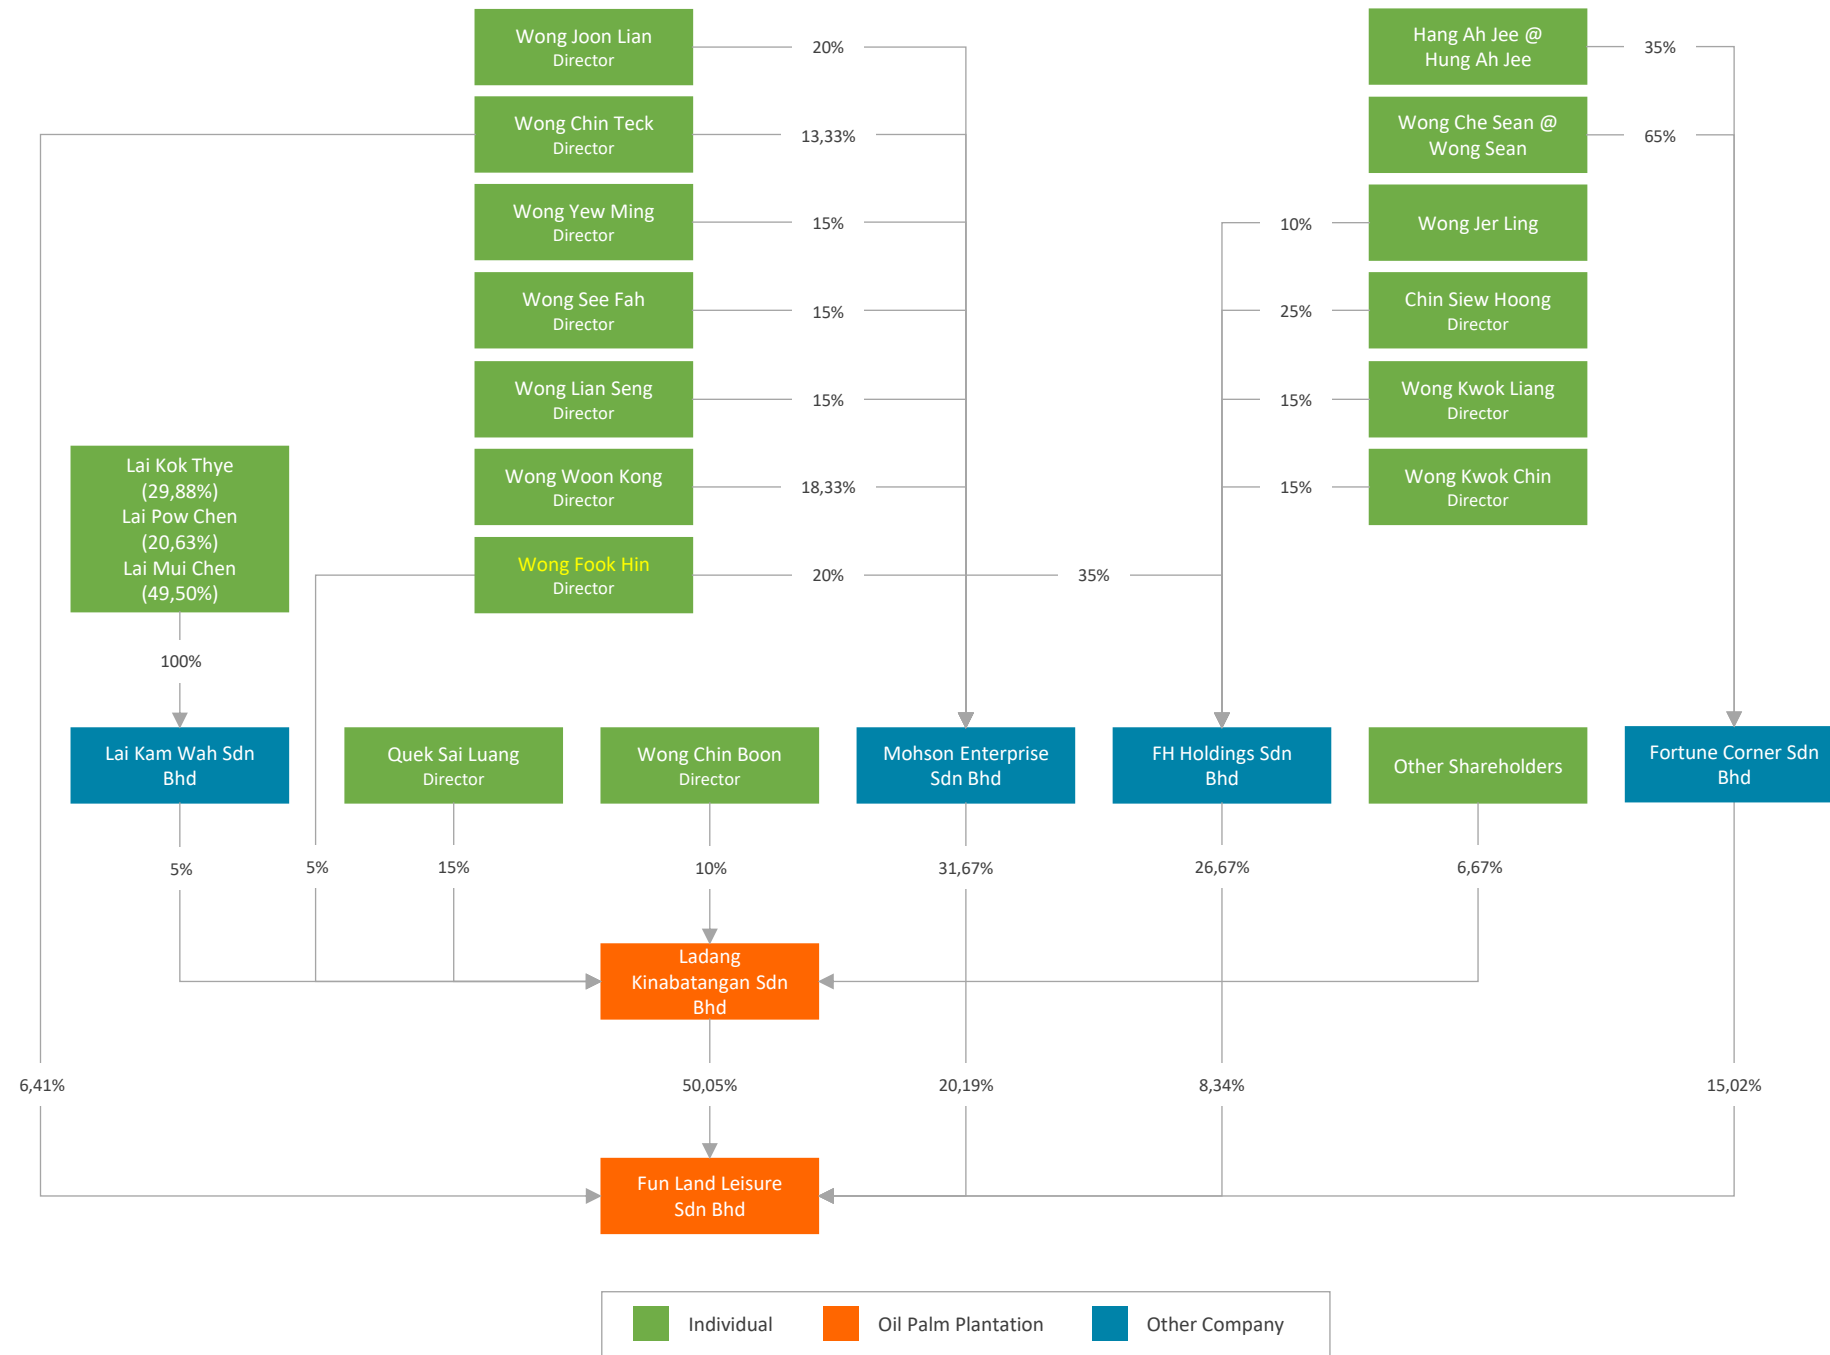 Wong Joon Lian
Director
20%
Hang Ah Jee @
Hung Ah Jee
35%
Wong Chin Teck
Director
13,33%
Wong Che Sean @
Wong Sean
65%
Wong Yew Ming
Director
15%
10%
Wong Jer Ling
Wong See Fah
Director
15%
25%
Chin Siew Hoong
Director
Wong Lian Seng
Director
15%
15%
Wong Kwok Liang
Director
Lai Kok Thye
(29,88%)
Lai Pow Chen
(20,63%)
Lai Mui Chen
(49,50%)
Wong Woon Kong
Director
18,33%
15%
Wong Kwok Chin
Director
Wong Fook Hin
Director
20%
35%
100%
Lai Kam Wah Sdn
Bhd
Quek Sai Luang
Director
Wong Chin Boon
Director
Mohson Enterprise
Sdn Bhd
FH Holdings Sdn
Bhd
Other Shareholders
Fortune Corner Sdn
Bhd
5%
5%
15%
10%
31,67%
26,67%
6,67%
Ladang
Kinabatangan Sdn
Bhd
6,41%
50,05%
20,19%
8,34%
15,02%
Fun Land Leisure
Sdn Bhd
Individual
Oil Palm Plantation
Other Company